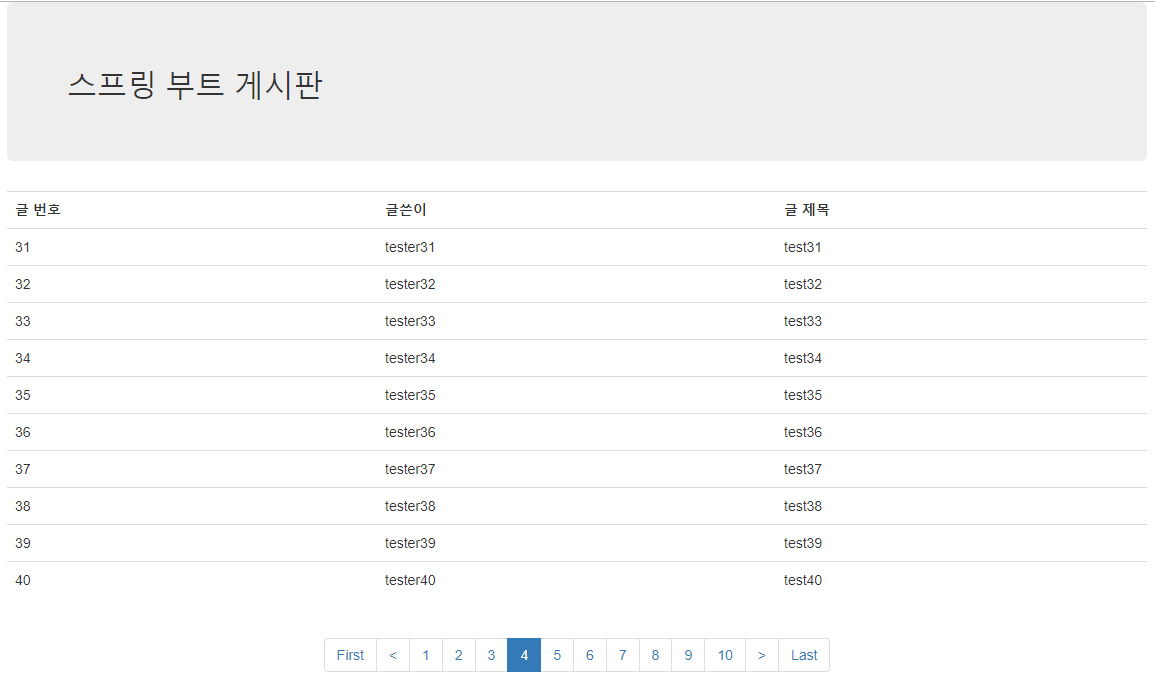 스프링 부트 게시판
글 번호 글쓴이 글 제목
31 tester31 test31
32 tester32 test32
33 tester33 test33
34 tester34 test34
35 tester35 test35
36 tester36 test36
37 tester37 test37
38 tester38 test38
39 tester39 test39
40 tester40 test40
First < 1 2 3 4 5 6 7 8 9 10 > Last